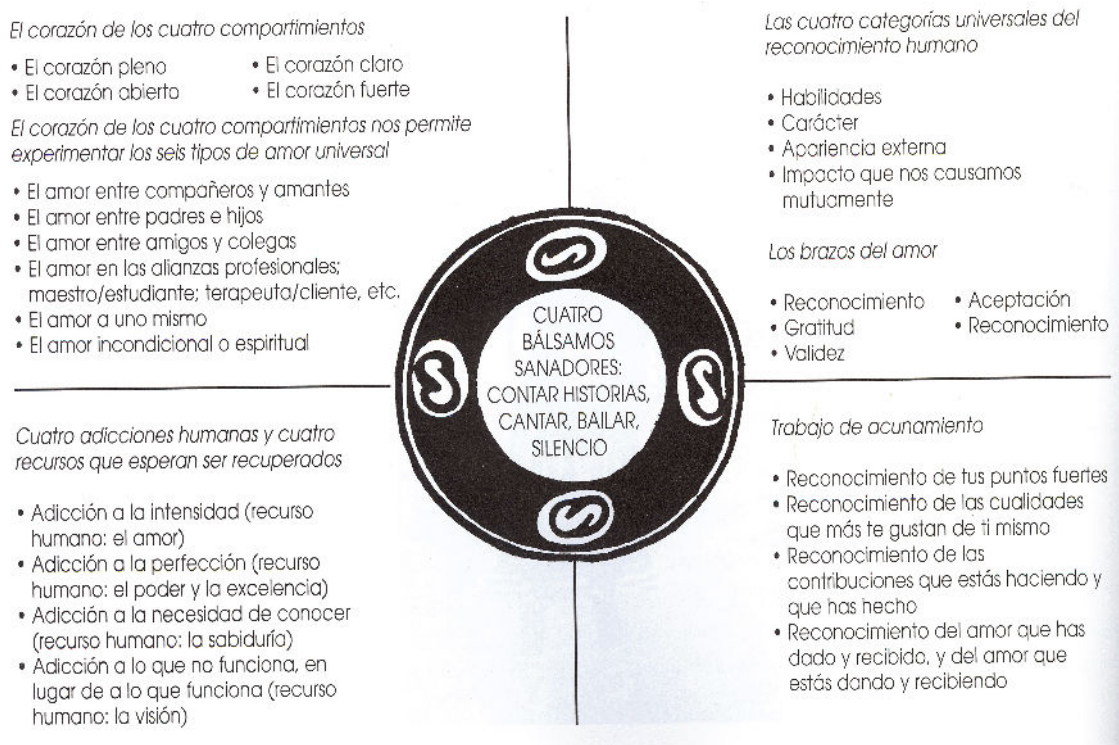 El corazón de los cuatro compartimientos
• El corazón pleno • El corazón claro
• El corazón abierto • El corazón fuerte
El corazón de los cuatro compartimientos nos permite
experimentar los seis tipos de amor universal
• El amor entre compañeros y amantes
• El amor entre padres e hijos
• El amor entre amigos y colegas
• El amor en las alianzas profesionales;
maestro/estudiante; terapeuta/cliente, etc.
• El amor a uno mismo
• El amor incondicional o espiritual
Las cuatro categorías universales del
reconocimiento humano
• Habilidades
• Carácter
• Apariencia externa
• Impacto que nos causamos
mutuamente
Los brazos del amor
• Reconocimiento • Aceptación
• Gratitud • Reconocimiento
• Validez
CUATRO
BÁLSAMOS
SANADORES:
CONTAR HISTORIAS,
CANTAR, BAILAR,
SILENCIO
Cuatro adicciones humanas y cuatro
recursos que esperan ser recuperados
• Adicción a la intensidad (recurso
humano: el amor)
• Adicción a la perfección (recurso
humano: el poder y la excelencia)
• Adicción a la necesidad de conocer
(recurso humano: la sabiduría)
• Adicción a lo que no funciona, en
lugar de a lo que funciona (recurso
humano: la visión)
Trabajo de acunamiento
• Reconocimiento de tus puntos fuertes
• Reconocimiento de las cualidades
que más te gustan de ti mismo
• Reconocimiento de las
contribuciones que estás haciendo y
que has hecho
• Reconocimiento del amor que has
dado y recibido, y del amor que
estás dando y recibiendo